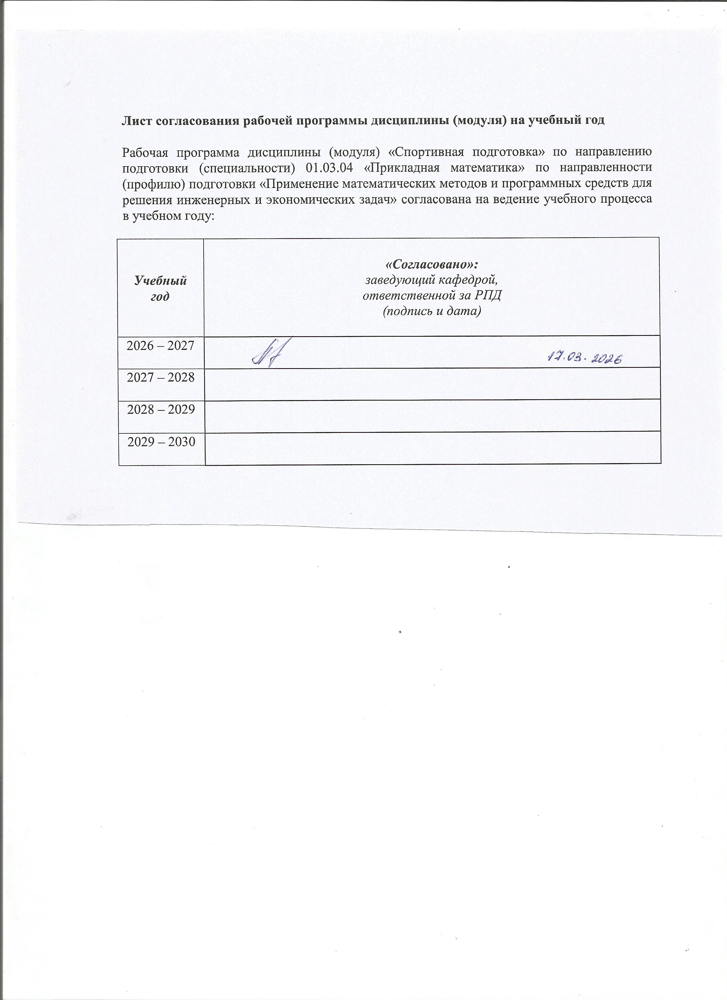 Лист согласования рабочей программы дисциплины (модуля) на учебный год
Рабочая программа дисциплины (модуля) «Спортивная подготовка» по направлению
подготовки (специальности) 01.03.04 «Прикладная математика» по направленности
(профилю) подготовки «Применение математических методов и программных средств для
решения инженерных и экономических задач» согласована на ведение учебного процесса
в учебном году:
Учебный
год
«Согласовано»:
заведующий кафедрой,
ответственной за РПД
(подпись и дата)
2026 – 2027
17.03.2026
2027 – 2028
2028 – 2029
2029 – 2030